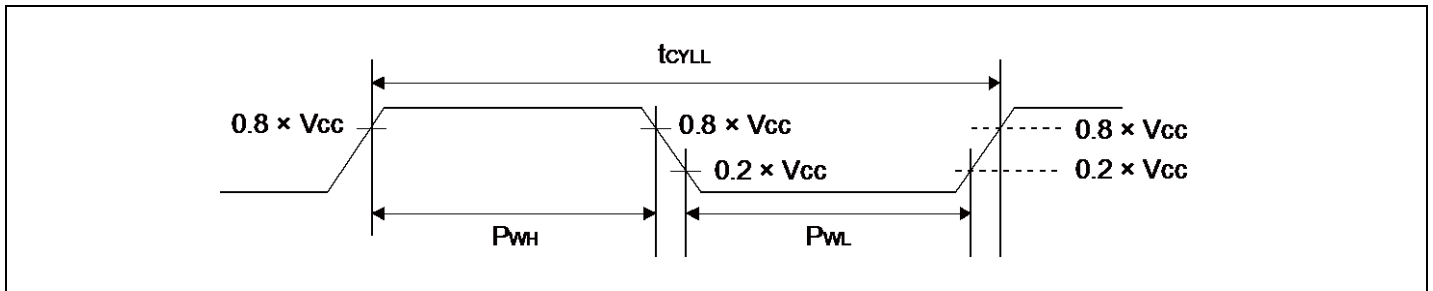 tCYLL
0.8 × VCC
0.8 × VCC
0.8 × VCC
0.2 × VCC
0.2 × VCC
PWH
PWL